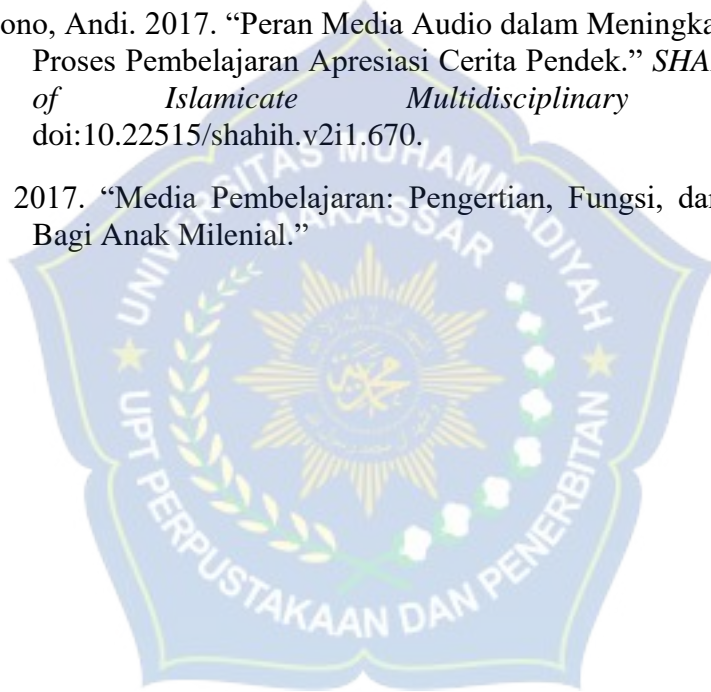 ono, Andi. 2017. “Peran Media Audio dalam Meningka
Proses Pembelajaran Apresiasi Cerita Pendek.” SHA
of Islamicate Multidisciplinary
doi:10.22515/shahih.v2i1.670.
2017. “Media Pembelajaran: Pengertian, Fungsi, dan
Bagi Anak Milenial.”
UNIVERSITAS MUHAMMADIYAH
MAKASSAR
UPT PERPUSTAKAAN DAN PENERBITAN